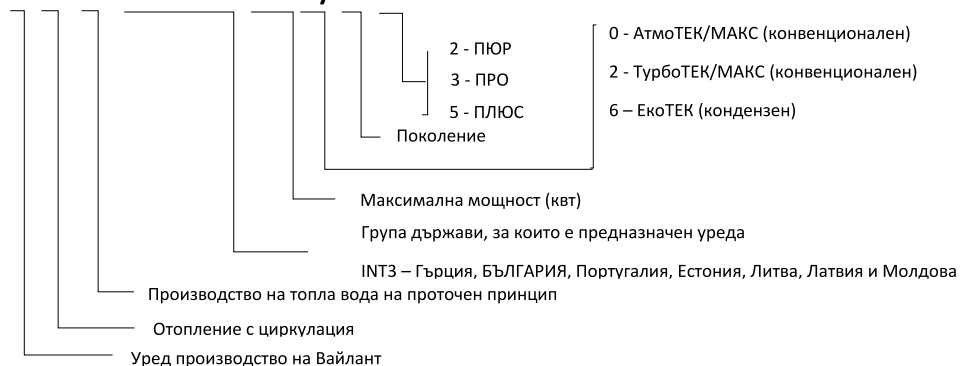 0 - АтмоТЕК/МАКС (конвенционален)
2 - ПЮР
2 - ТурбоТЕК/МАКС (конвенционален)
3 - ПРО
5 - ПЛЮС
6 – ЕкоТЕК (кондензен)
Поколение
Максимална мощност (квт)
Група държави, за които е предназначен уреда
INT3 – Гърция, БЪЛГАРИЯ, Португалия, Естония, Литва, Латвия и Молдова
Производство на топла вода на проточен принцип
Отопление с циркулация
Уред производство на Вайлант